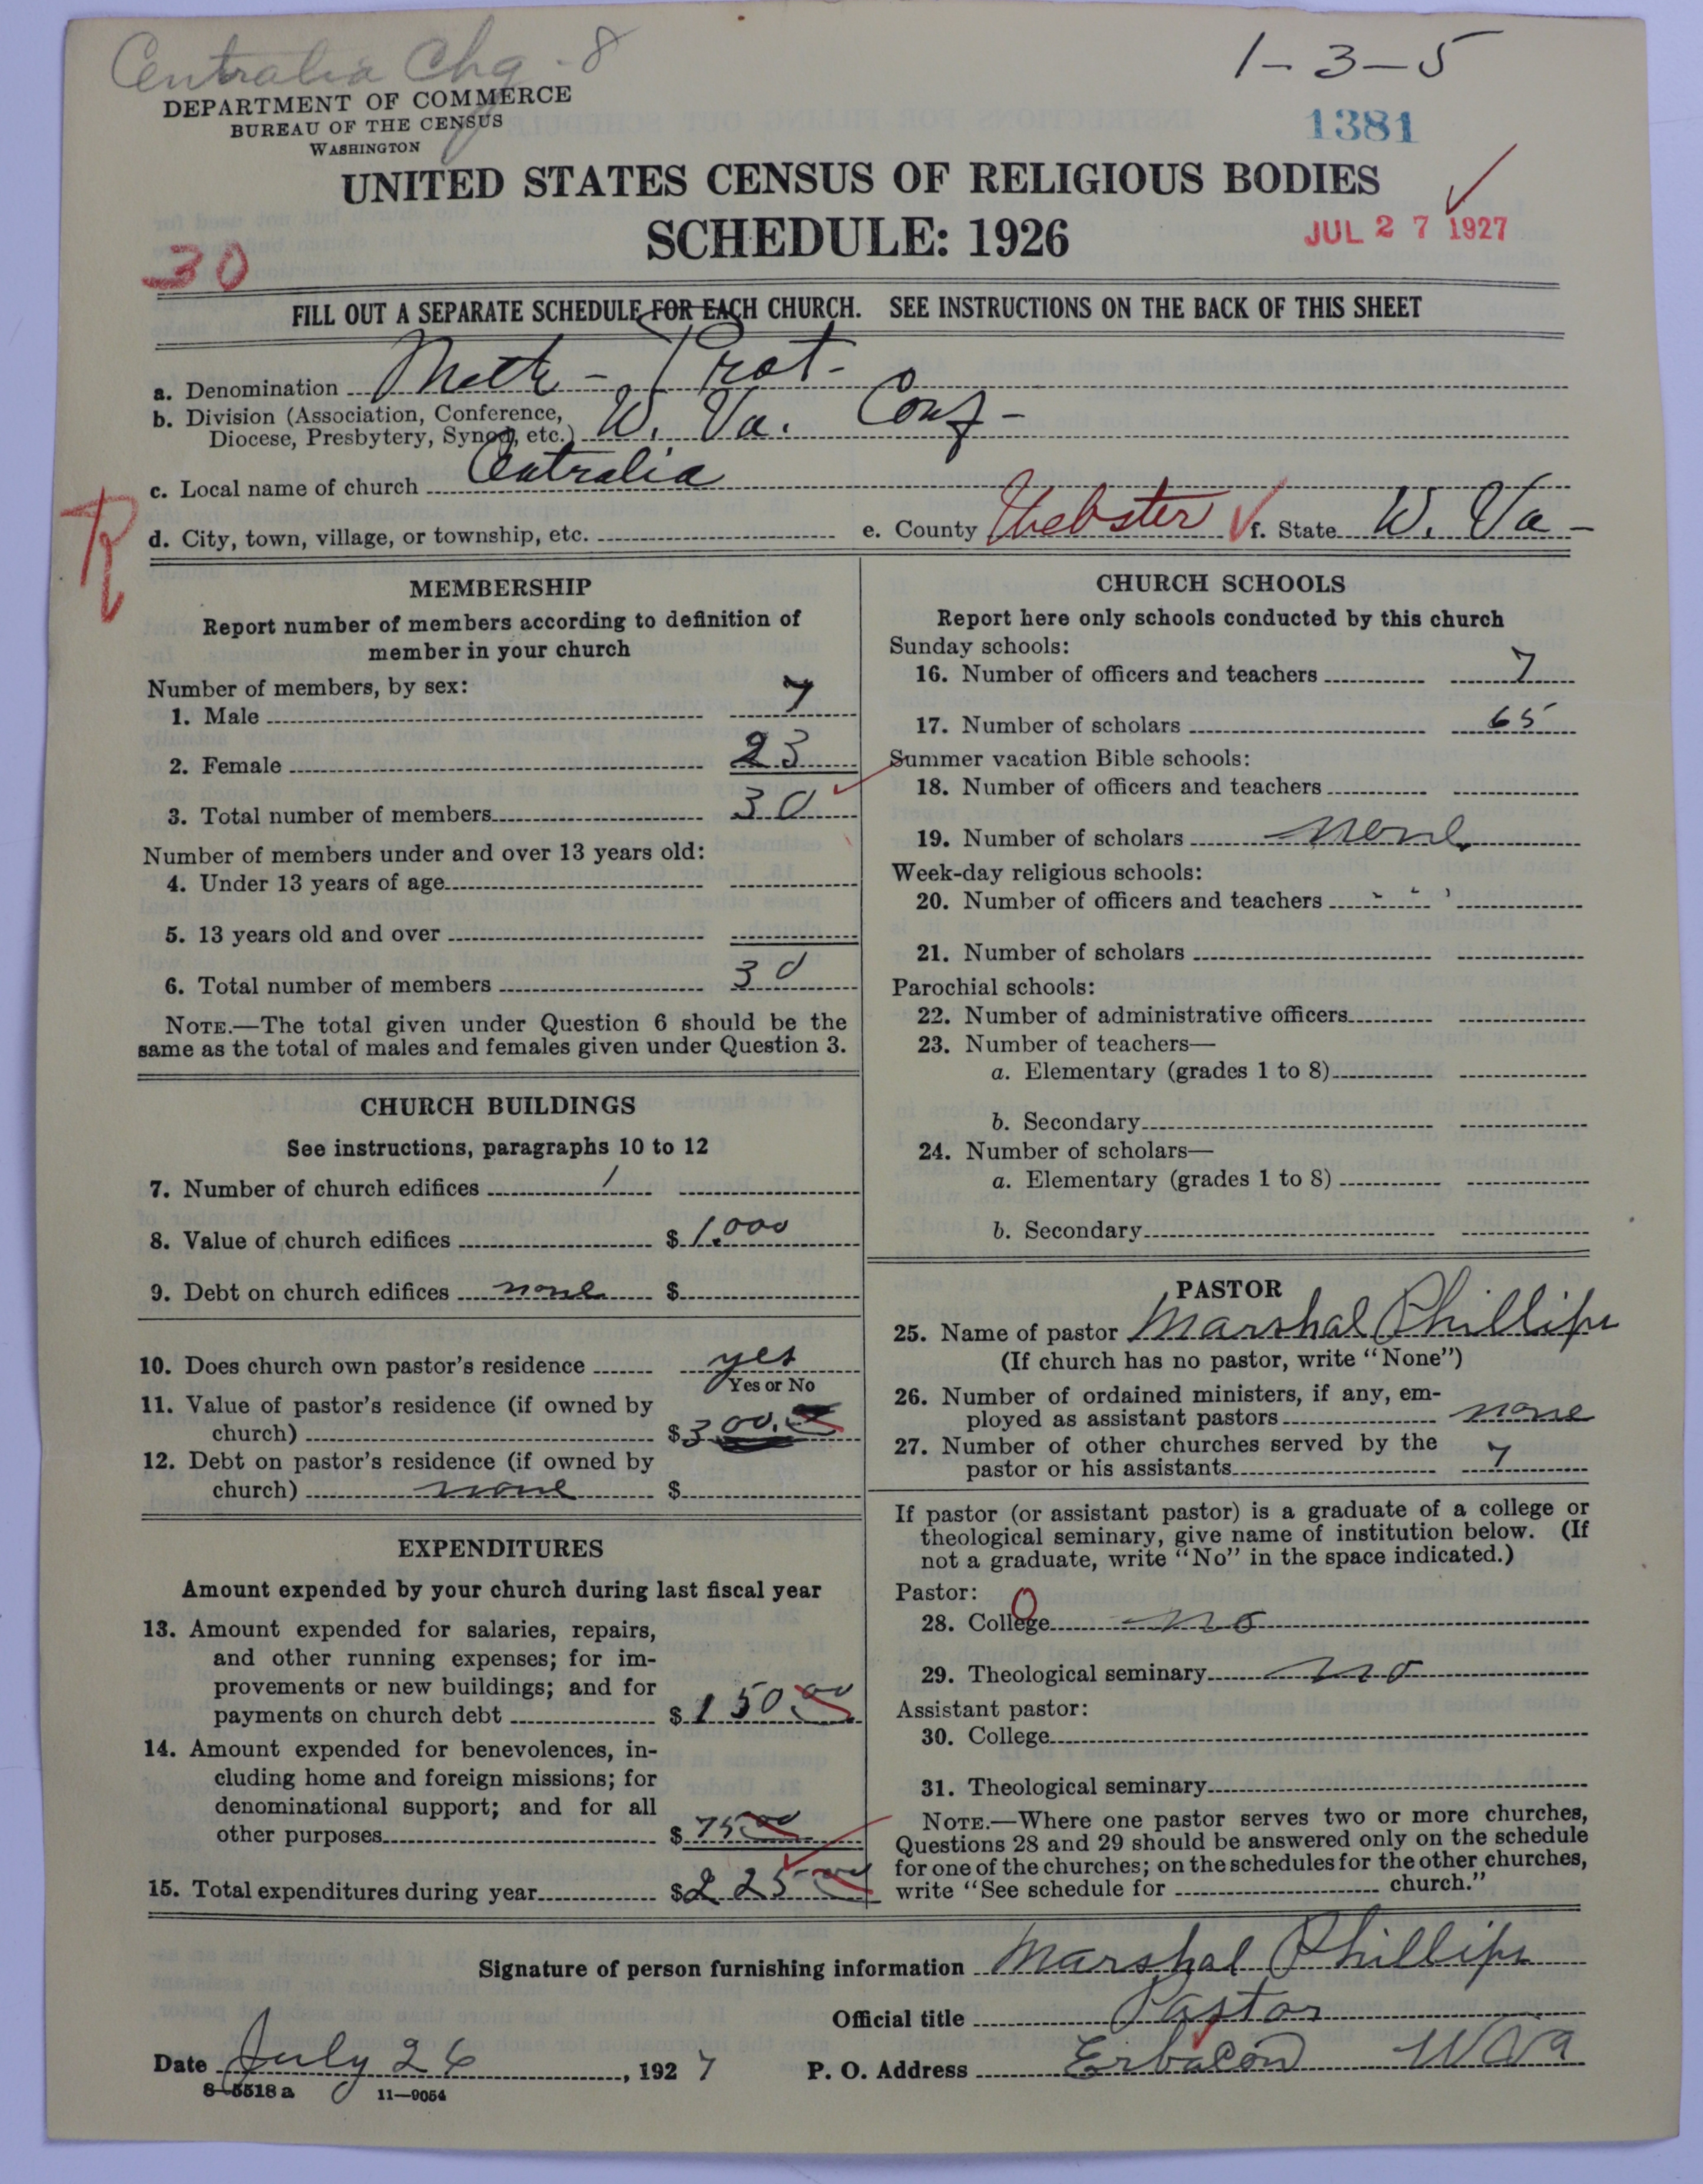 Centralia Chg. - 8
1-3-5
DEPARTMENT OF COMMERCE
BUREAU OF THE CENSUS
WASHINGTON
1381
UNITED STATES CENSUS OF RELIGIOUS BODIES
SCHEDULE: 1926
JUL 27 1927
30
FILL OUT A SEPARATE SCHEDULE FOR EACH CHURCH. SEE INSTRUCTIONS ON THE BACK OF THIS SHEET
a. Denomination Meth - Prot -
b. Division (Association, Conference,
Diocese, Presbytery, Synod, etc.) W. Va. Conf -
c. Local name of church Centralia
R
d. City, town, village, or township, etc. e. County Webster f. State W. Va -
MEMBERSHIP
Report number of members according to definition of
member in your church
Number of members, by sex:
1. Male 7
2. Female 23
3. Total number of members 30
Number of members under and over 13 years old:
4. Under 13 years of age
5. 13 years old and over
6. Total number of members 30
NOTE.—The total given under Question 6 should be the
same as the total of males and females given under Question 3.
CHURCH BUILDINGS
See instructions, paragraphs 10 to 12
7. Number of church edifices 1
8. Value of church edifices $ 1.000
9. Debt on church edifices none $
10. Does church own pastor's residence yes
Yes or No
11. Value of pastor's residence (if owned by
church) $ 300.
12. Debt on pastor's residence (if owned by
church) none $
EXPENDITURES
Amount expended by your church during last fiscal year
13. Amount expended for salaries, repairs,
and other running expenses; for im-
provements or new buildings; and for
payments on church debt $ 150 00
14. Amount expended for benevolences, in-
cluding home and foreign missions; for
denominational support; and for all
other purposes $ 75 00
15. Total expenditures during year $ 225 00
CHURCH SCHOOLS
Report here only schools conducted by this church
Sunday schools:
16. Number of officers and teachers 7
17. Number of scholars 65
Summer vacation Bible schools:
18. Number of officers and teachers
19. Number of scholars none.
Week-day religious schools:
20. Number of officers and teachers
21. Number of scholars
Parochial schools:
22. Number of administrative officers
23. Number of teachers—
a. Elementary (grades 1 to 8)
b. Secondary
24. Number of scholars—
a. Elementary (grades 1 to 8)
b. Secondary
PASTOR
25. Name of pastor Marshal Phillips
(If church has no pastor, write "None")
26. Number of ordained ministers, if any, em-
ployed as assistant pastors none
27. Number of other churches served by the
pastor or his assistants 7
If pastor (or assistant pastor) is a graduate of a college or
theological seminary, give name of institution below. (If
not a graduate, write "No" in the space indicated.)
Pastor:
0
28. College no
29. Theological seminary no
Assistant pastor:
30. College
31. Theological seminary
NOTE.—Where one pastor serves two or more churches,
Questions 28 and 29 should be answered only on the schedule
for one of the churches; on the schedules for the other churches,
write "See schedule for church."
Signature of person furnishing information Marshal Phillips
Official title Pastor
Date July 26, 1927 P. O. Address Erbacon W Va
8-5518 a 11—9054